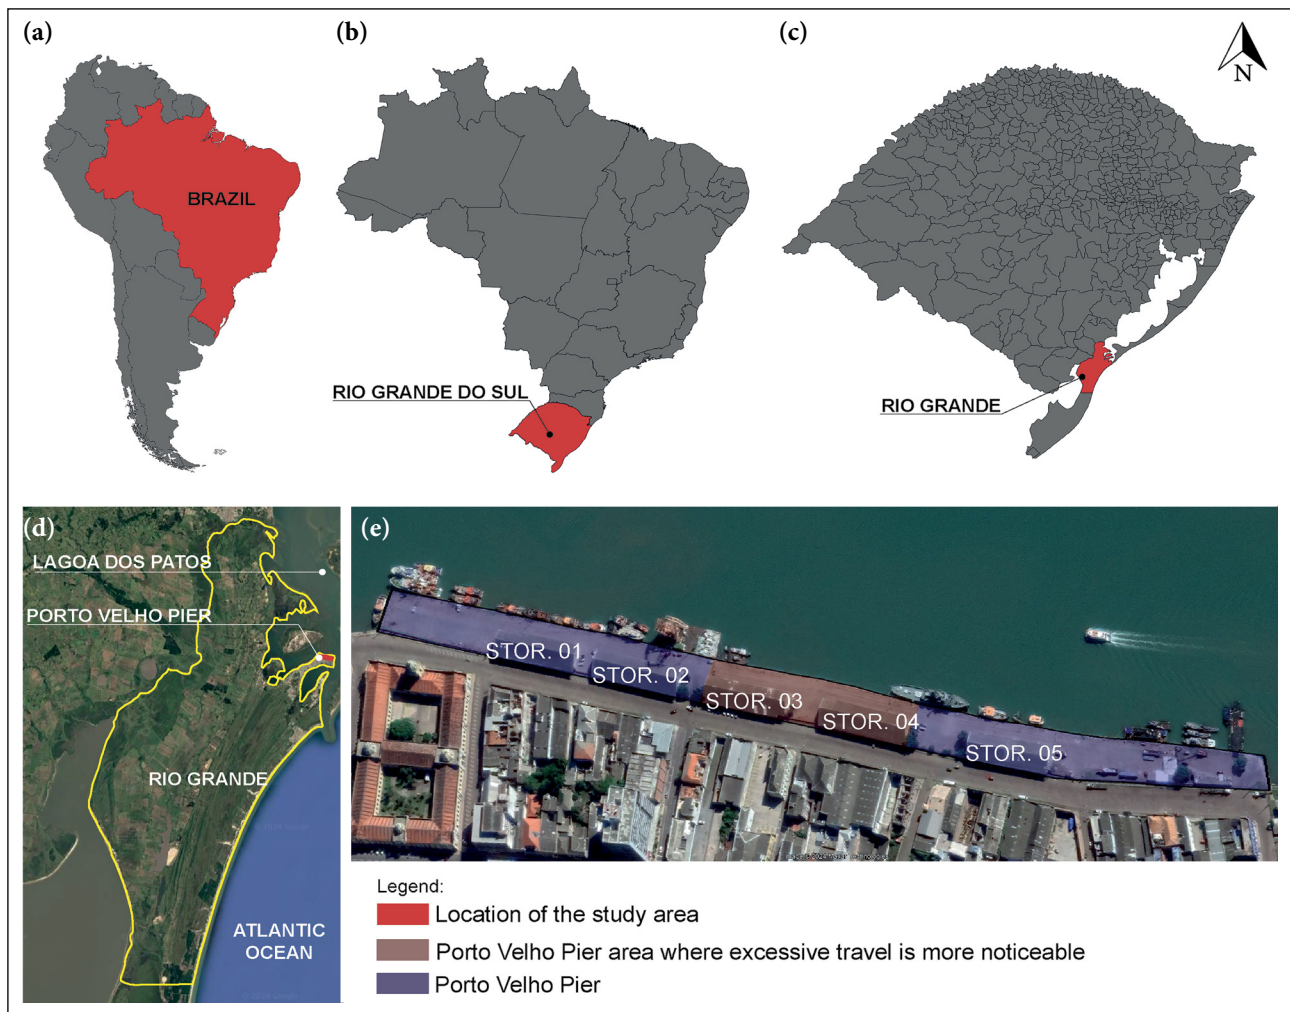 (a)
(b)
(c)
N
BRAZIL
RIO GRANDE DO SUL
RIO GRANDE
(d)
LAGOA DOS PATOS
PORTO VELHO PIER
RIO GRANDE
ATLANTIC
OCEAN
(e)
STOR. 01
STOR. 02
STOR. 03
STOR. 04
STOR. 05
Legend:
Location of the study area
Porto Velho Pier area where excessive travel is more noticeable
Porto Velho Pier